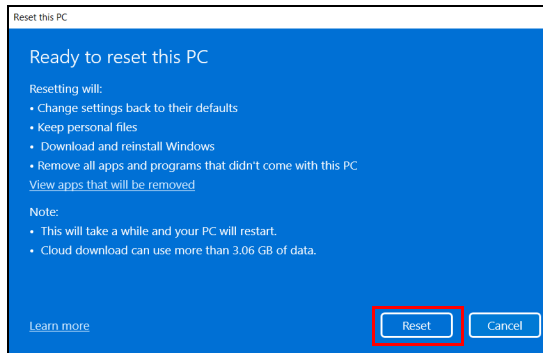 Reset this PC
Ready to reset this PC
Resetting will:
• Change settings back to their defaults
• Keep personal files
• Download and reinstall Windows
• Remove all apps and programs that didn't come with this PC
View apps that will be removed
Note:
• This will take a while and your PC will restart.
• Cloud download can use more than 3.06 GB of data.
Learn more
Reset
Cancel